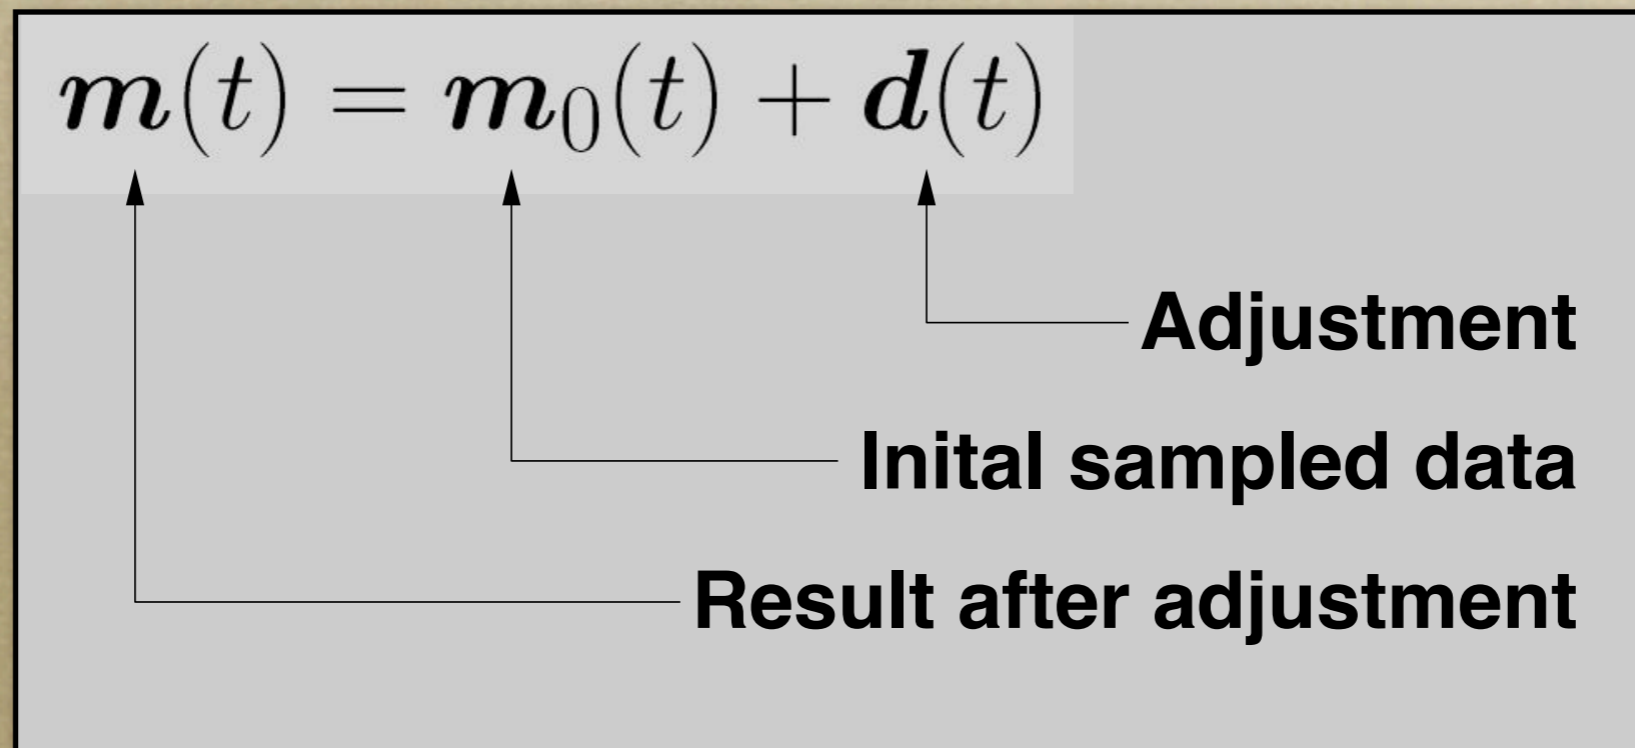 m(t) = m₀(t) + d(t)
Adjustment
Inital sampled data
Result after adjustment